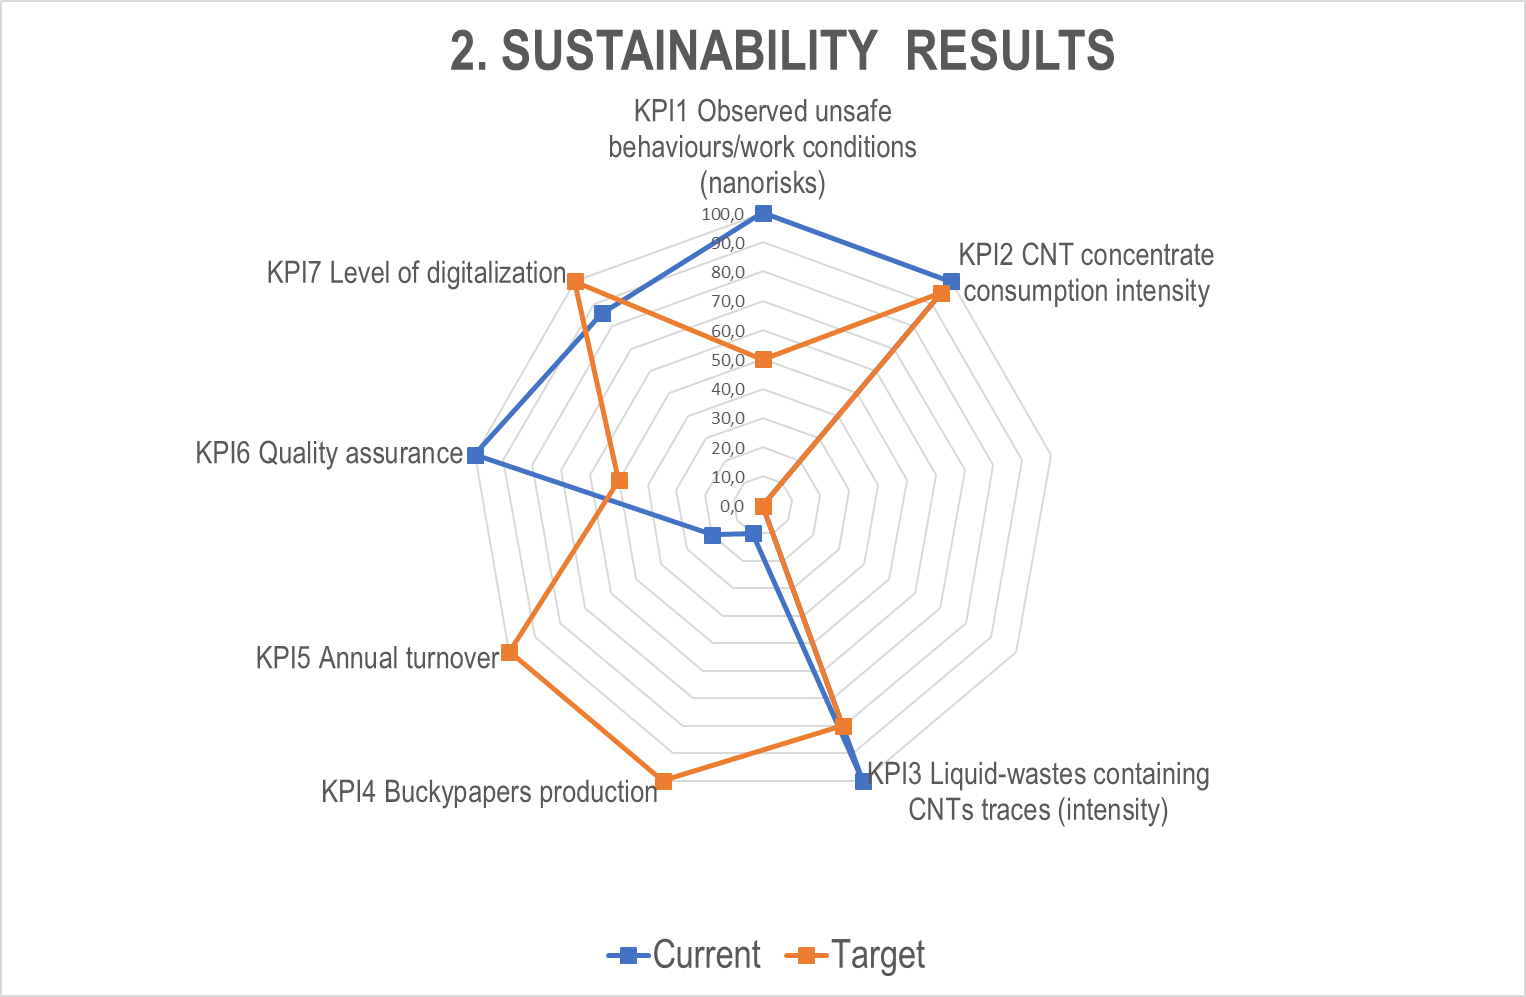 2. SUSTAINABILITY RESULTS
KPI1 Observed unsafe
behaviours/work conditions
(nanorisks)
100,0
90,0
80,0
70,0
60,0
50,0
40,0
30,0
20,0
10,0
0,0
KPI2 CNT concentrate
consumption intensity
KPI3 Liquid-wastes containing
CNTs traces (intensity)
KPI4 Buckypapers production
KPI5 Annual turnover
KPI6 Quality assurance
KPI7 Level of digitalization
Current
Target